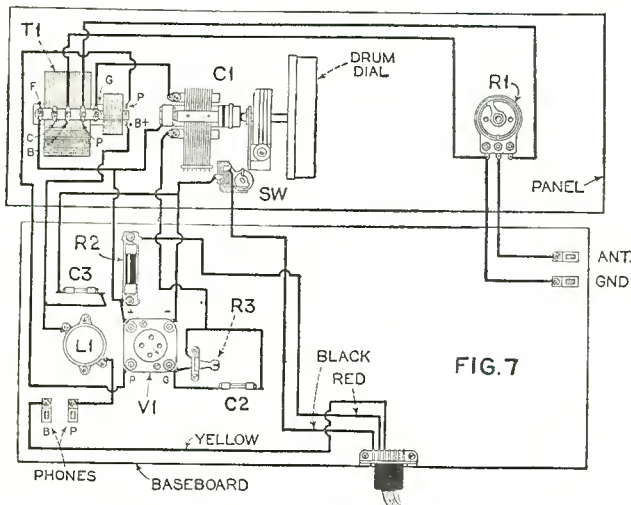 T1
F
G
P
B+
C
B-
P
C1
DRUM DIAL
R1
SW
PANEL
R2
C3
+
-
R3
ANT.
GND
L1
P
G
V1
C2
BLACK
RED
FIG. 7
B
P
YELLOW
PHONES
BASEBOARD